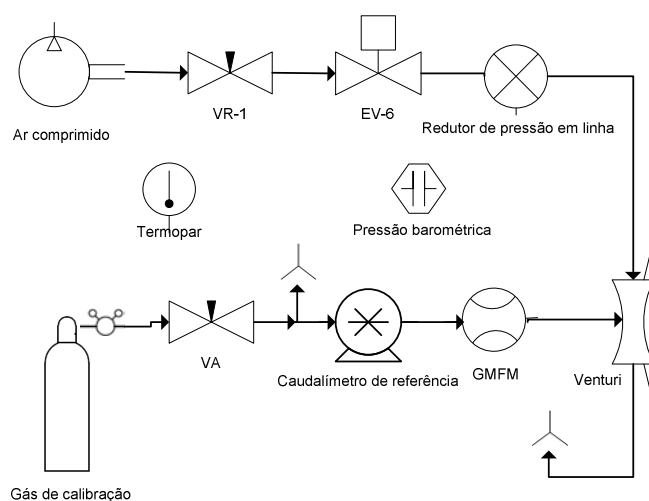 VR-1
EV-6
Ar comprimido
Redutor de pressão em linha
Termopar
Pressão barométrica
VA
Caudalímetro de referência
GMFM
Venturi
Gás de calibração